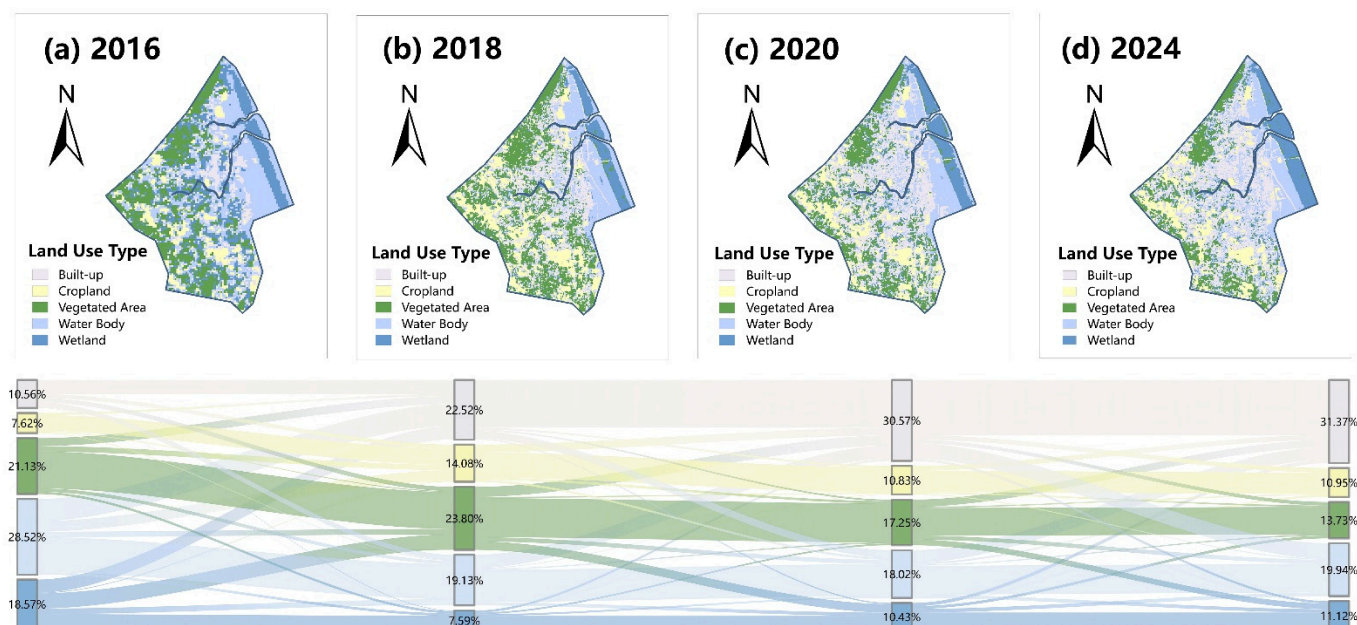 (a) 2016
N
Land Use Type
Built-up
Cropland
Vegetated Area
Water Body
Wetland
(b) 2018
N
Land Use Type
Built-up
Cropland
Vegetated Area
Water Body
Wetland
(c) 2020
N
Land Use Type
Built-up
Cropland
Vegetated Area
Water Body
Wetland
(d) 2024
N
Land Use Type
Built-up
Cropland
Vegetated Area
Water Body
Wetland
10.56%
7.62%
21.13%
28.52%
18.57%
22.52%
14.08%
23.80%
19.13%
7.59%
30.57%
10.83%
17.25%
18.02%
10.43%
31.37%
10.95%
13.73%
19.94%
11.12%